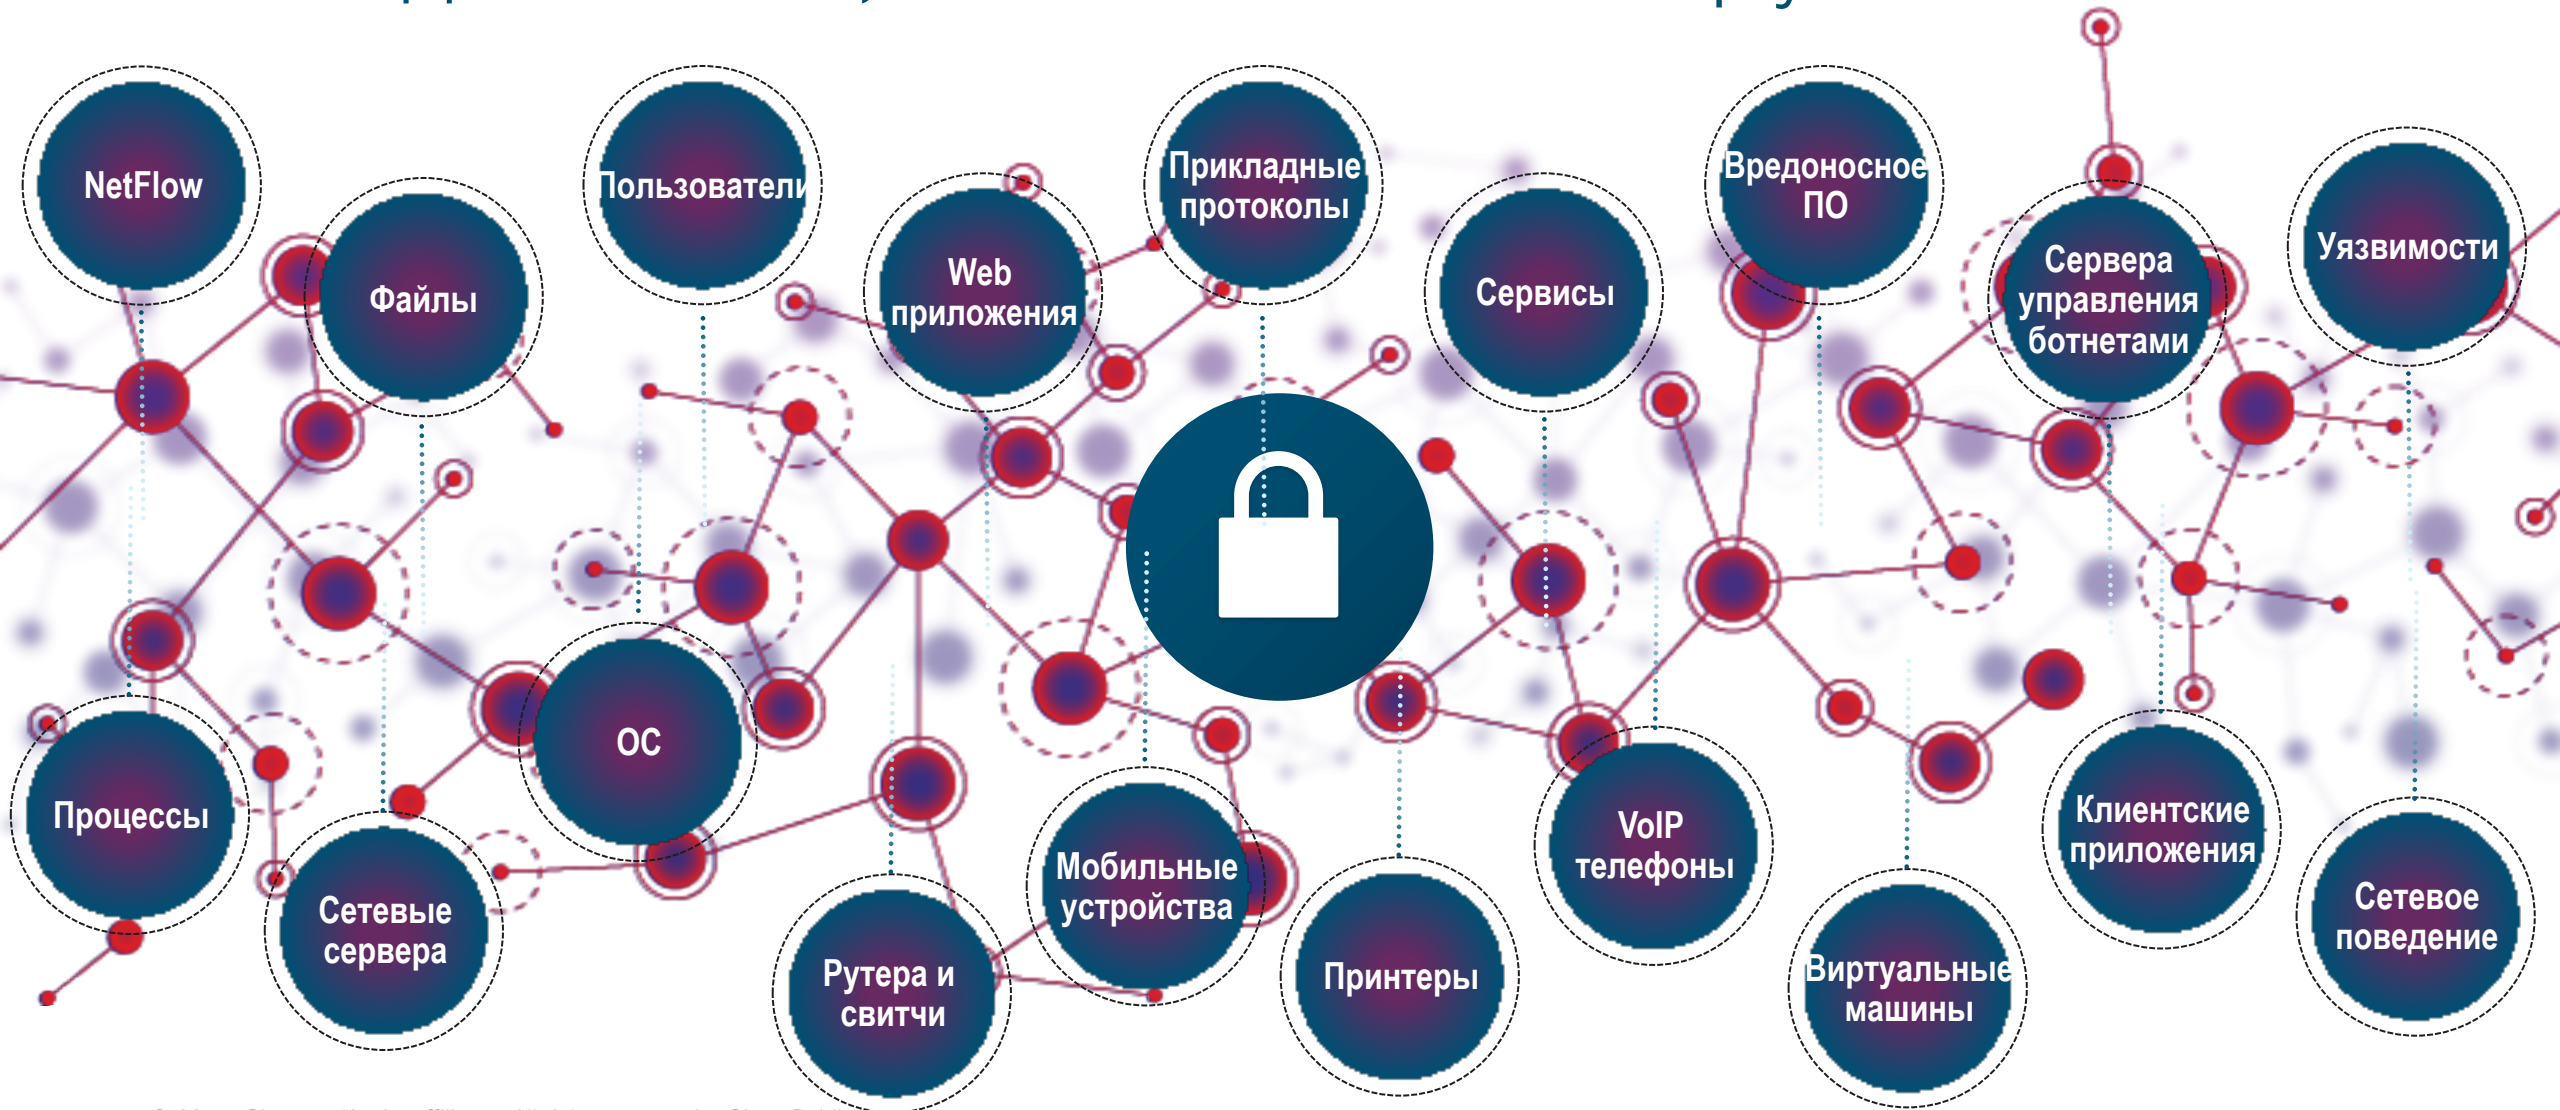 NetFlow
Файлы
Пользователи
Web
приложения
Прикладные
протоколы
Сервисы
Вредоносное
ПО
Сервера
управления
ботнетами
Уязвимости
Процессы
Сетевые
сервера
ОС
Рутера и
свитчи
Мобильные
устройства
Принтеры
VoIP
телефоны
Виртуальные
машины
Клиентские
приложения
Сетевое
поведение